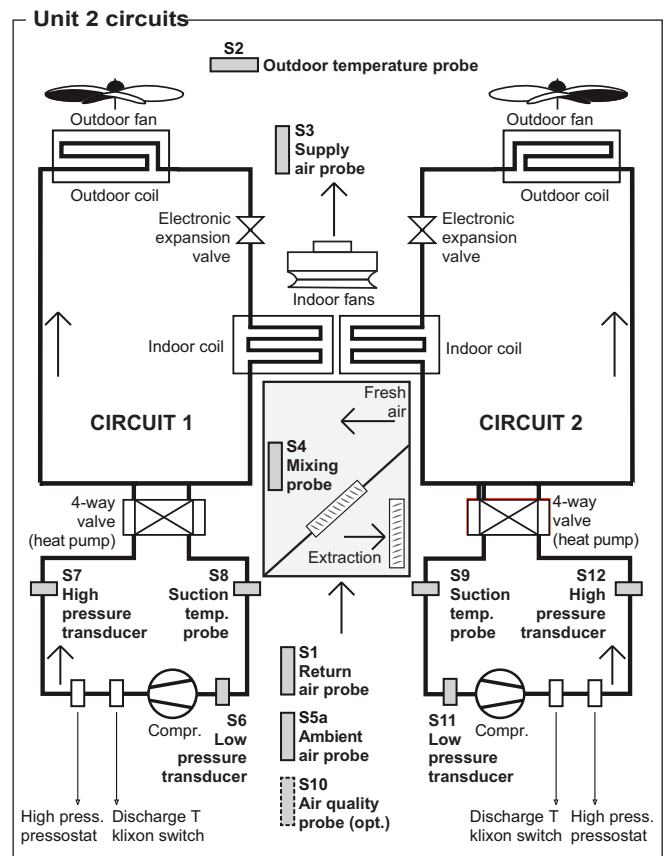 Unit 2 circuits
S2
Outdoor temperature probe
Outdoor fan
Outdoor coil
S3
Supply
air probe
Outdoor fan
Outdoor coil
Electronic
expansion
valve
Indoor fans
Electronic
expansion
valve
Indoor coil
Indoor coil
CIRCUIT 1
Fresh
air
S4
Mixing
probe
Extraction
CIRCUIT 2
4-way
valve
(heat pump)
4-way
valve
(heat pump)
S7
High
pressure
transducer
S8
Suction
temp.
probe
S9
Suction
temp.
probe
S12
High
pressure
transducer
Compr.
S6
Low
pressure
transducer
S1
Return
air probe
S5a
Ambient
air probe
S10
Air quality
probe (opt.)
S11
Low
pressure
transducer
Compr.
High press.
pressostat
Discharge T
klixon switch
Discharge T
klixon switch
High press.
pressostat